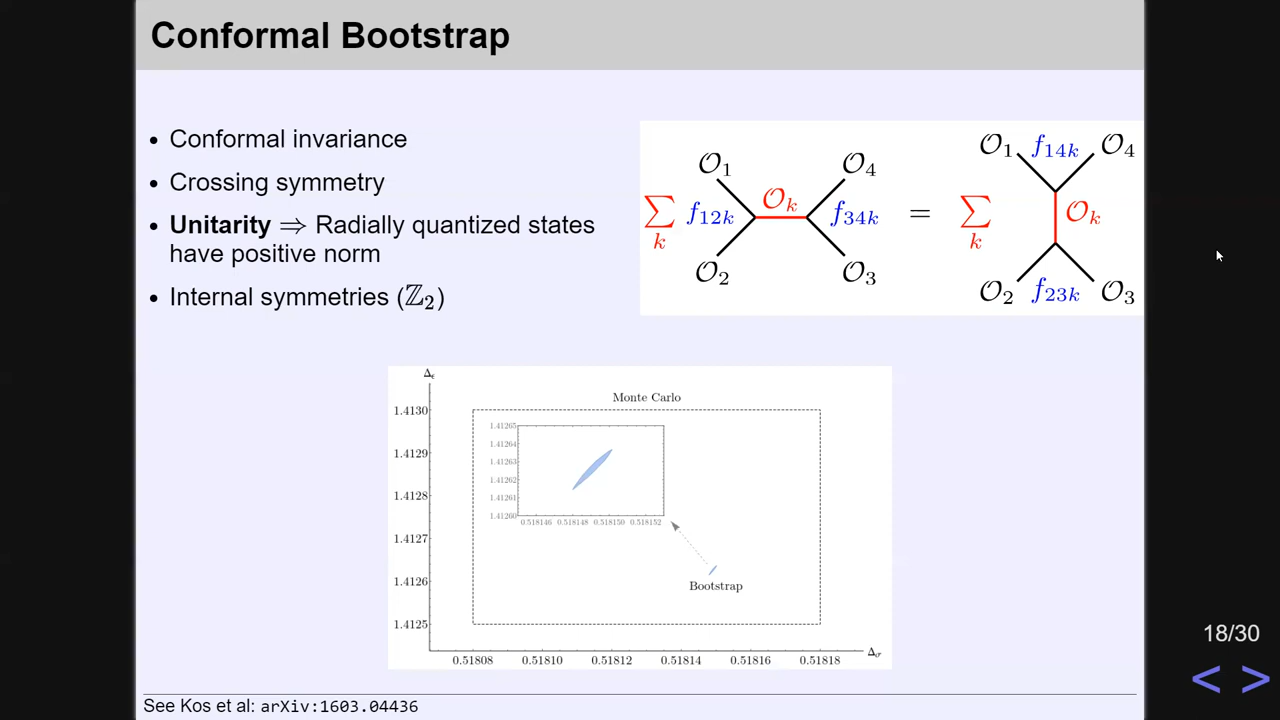 Conformal Bootstrap
• Conformal invariance
• Crossing symmetry
• Unitarity ⇒ Radially quantized states
have positive norm
• Internal symmetries (ℤ₂)
O₁ O₄
∑ₖ f₁₂ₖ Oₖ f₃₄ₖ
O₂ O₃
=
O₁ f₁₄ₖ O₄
∑ₖ Oₖ
O₂ f₂₃ₖ O₃
Δϵ
Monte Carlo
1.4130
1.4129
1.4128
1.4127
1.4126
1.4125
1.41265
1.41264
1.41263
1.41262
1.41261
1.41260
0.518146 0.518148 0.518150 0.518152
Bootstrap
0.51808 0.51810 0.51812 0.51814 0.51816 0.51818 Δσ
18/30
< >
See Kos et al: arXiv:1603.04436